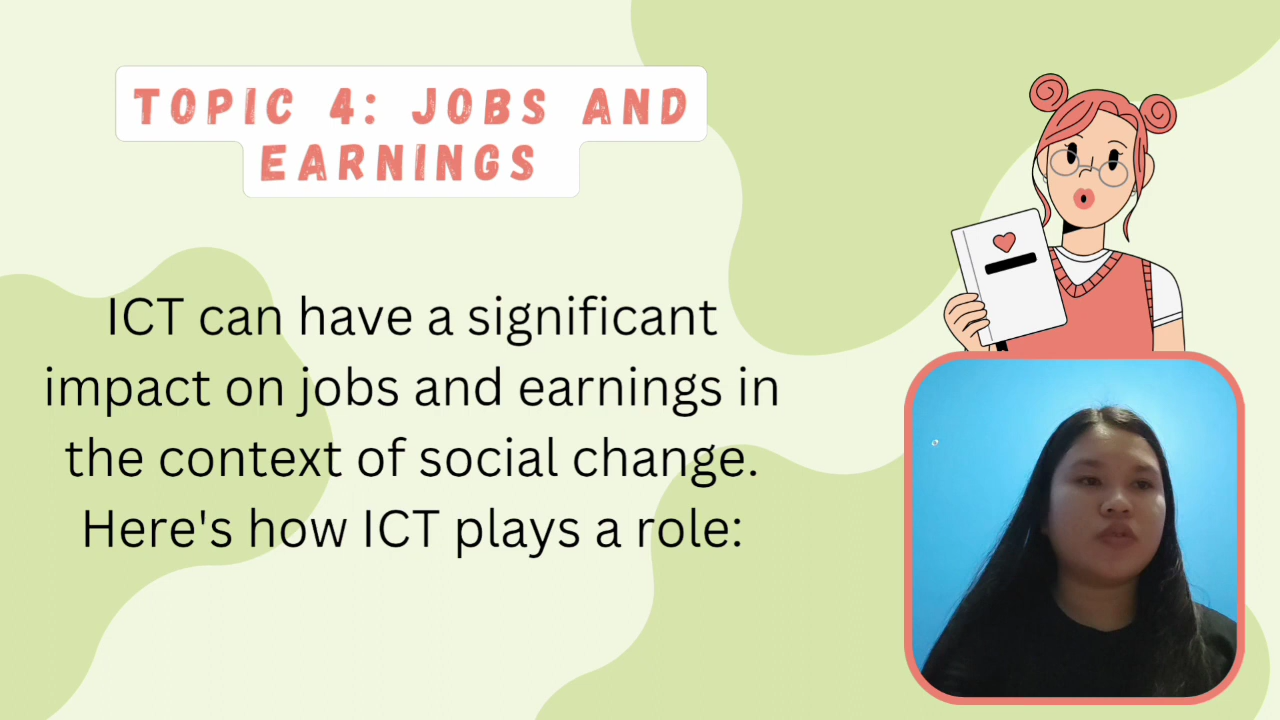 TOPIC 4: JOBS AND
EARNINGS
ICT can have a significant
impact on jobs and earnings in
the context of social change.
Here's how ICT plays a role: